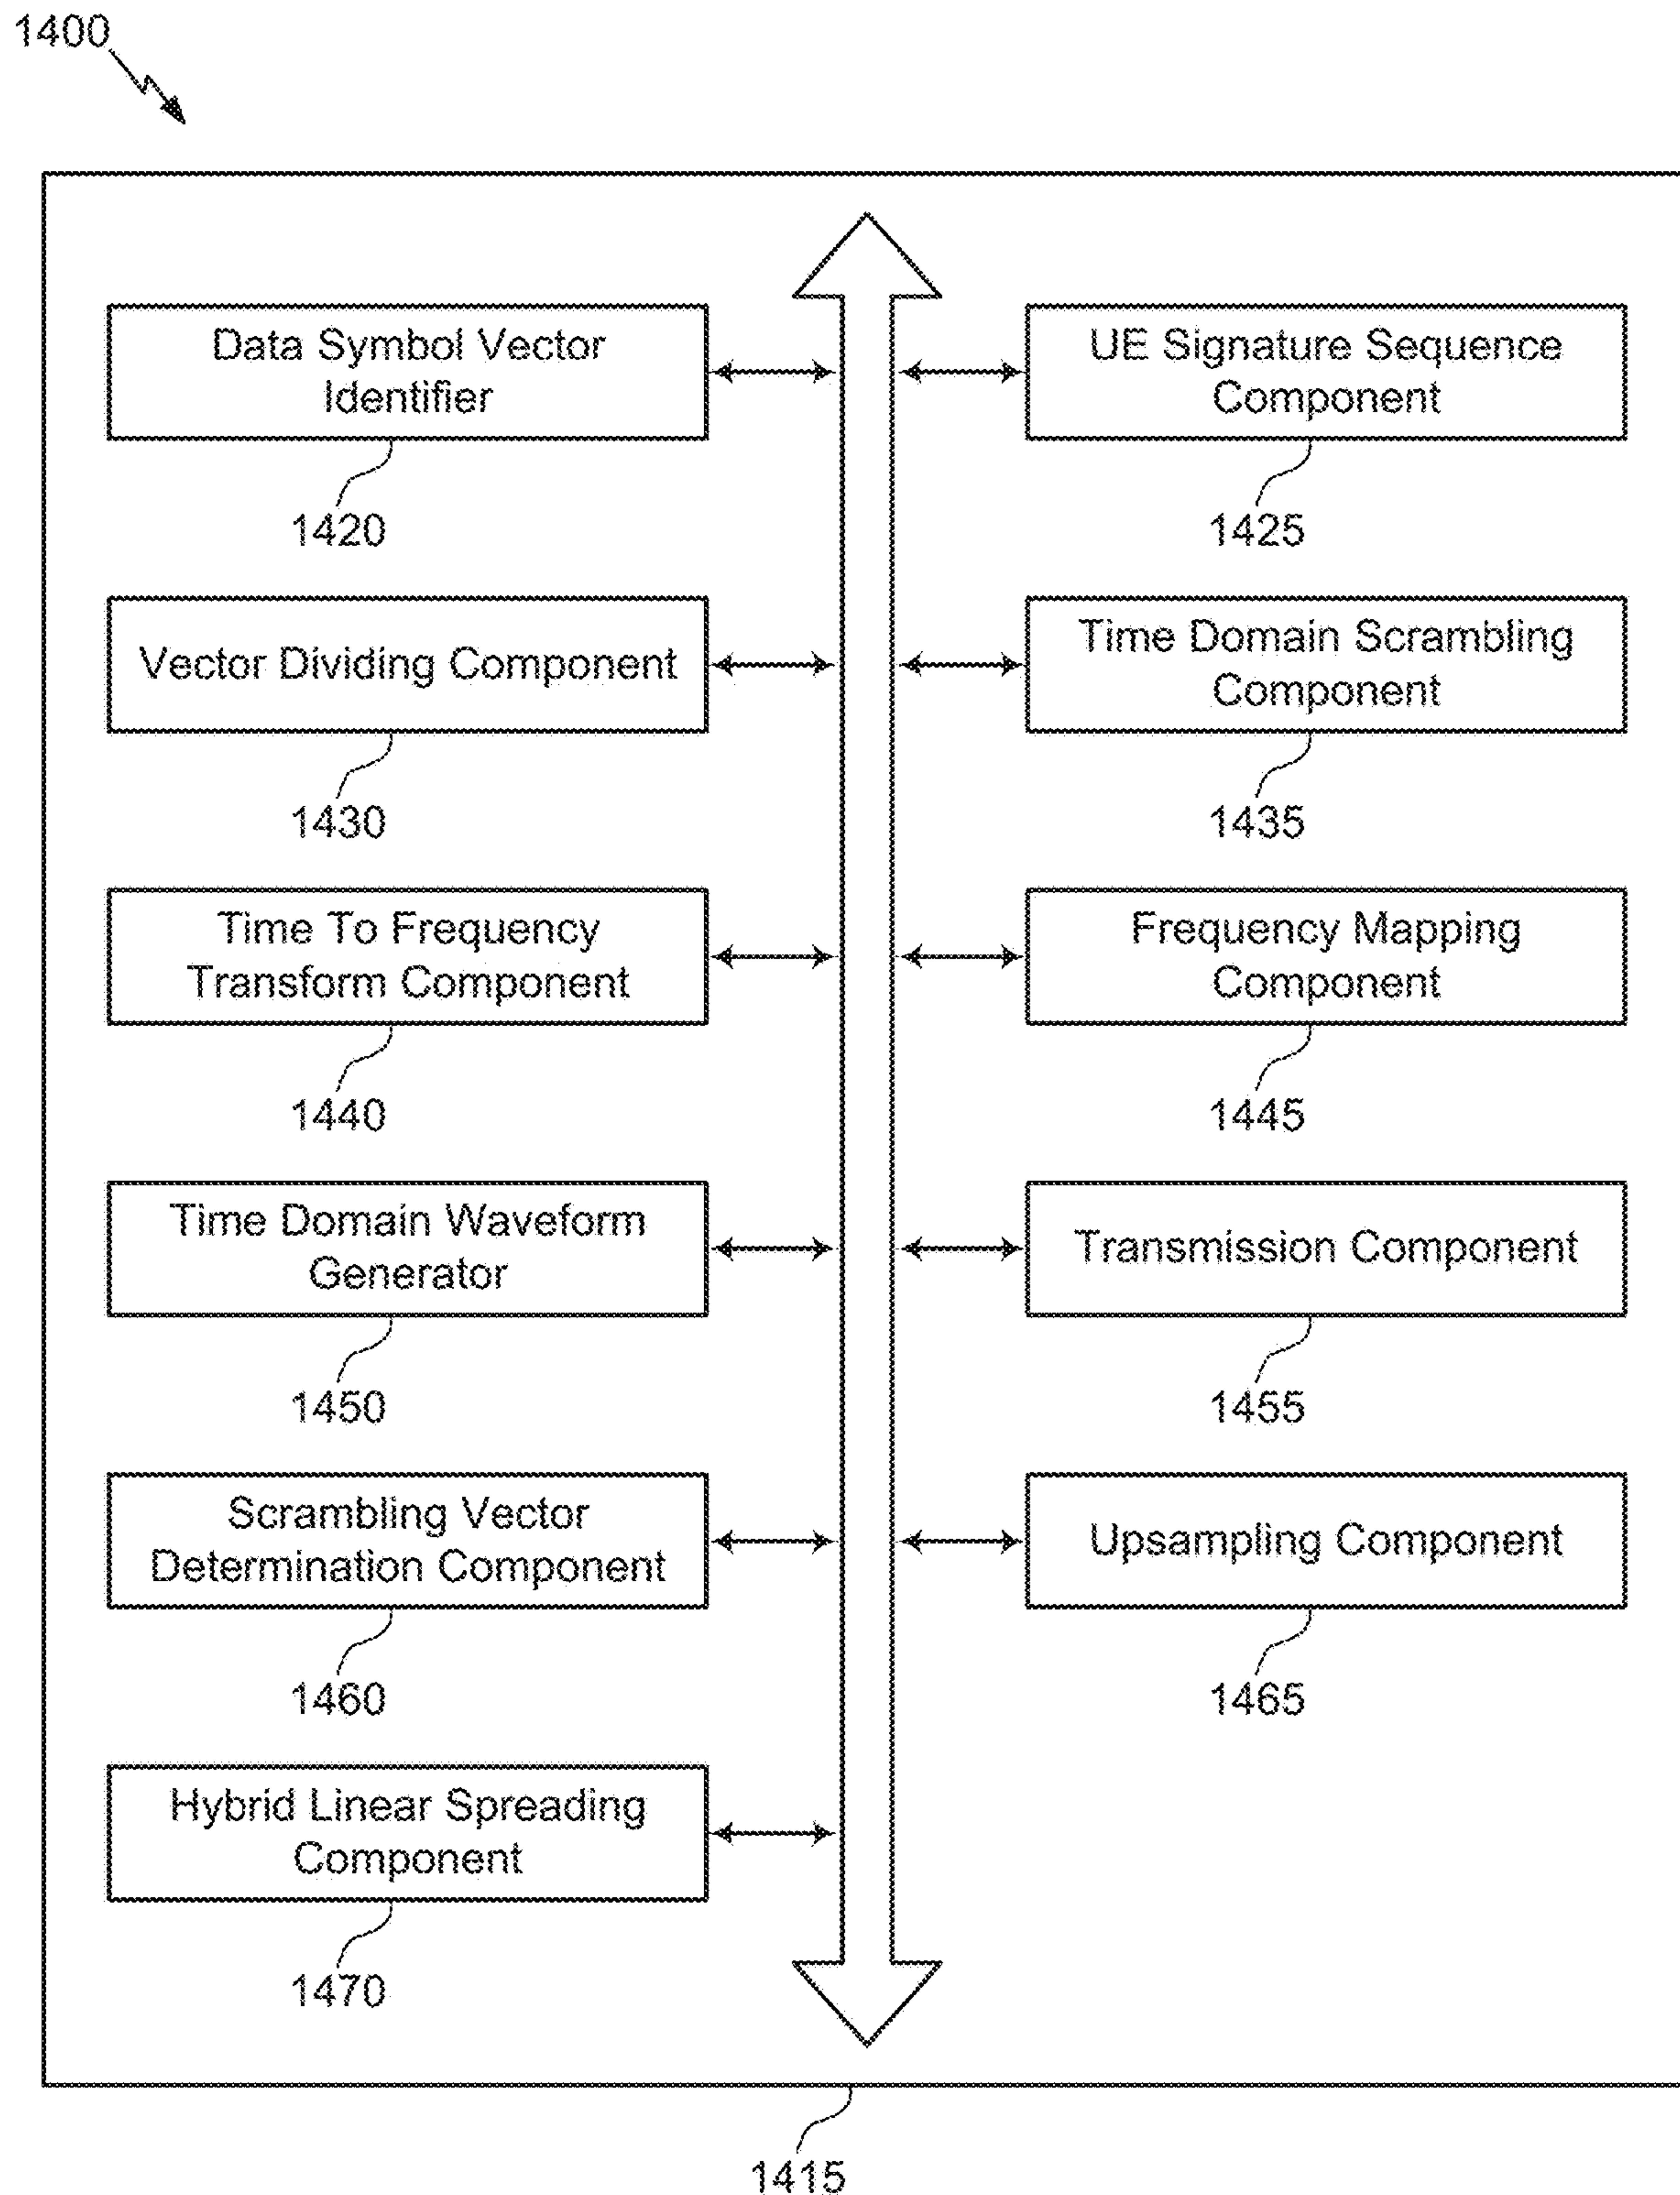 1400
Data Symbol Vector
Identifier
1420
UE Signature Sequence
Component
1425
Vector Dividing Component
1430
Time Domain Scrambling
Component
1435
Time To Frequency
Transform Component
1440
Frequency Mapping
Component
1445
Time Domain Waveform
Generator
1450
Transmission Component
1455
Scrambling Vector
Determination Component
1460
Upsampling Component
1465
Hybrid Linear Spreading
Component
1470
1415